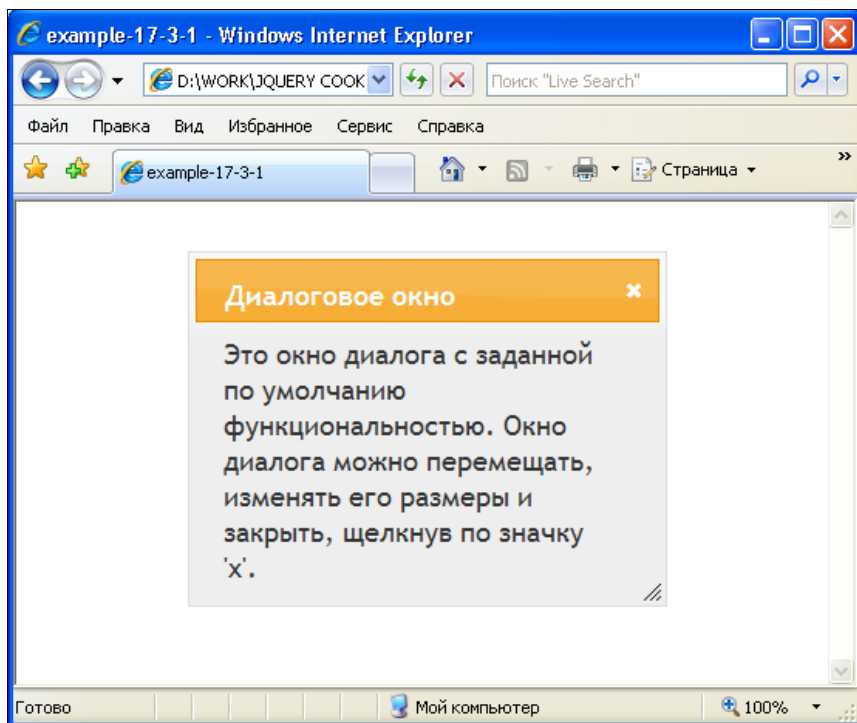 example-17-3-1 - Windows Internet Explorer
D:\WORK\JQUERY COOK
Поиск "Live Search"
Файл Правка Вид Избранное Сервис Справка
example-17-3-1
Страница
»
Диалоговое окно
Это окно диалога с заданной
по умолчанию
функциональностью. Окно
диалога можно перемещать,
изменять его размеры и
закрыть, щелкнув по значку
'x'.
Готово
Мой компьютер
100%